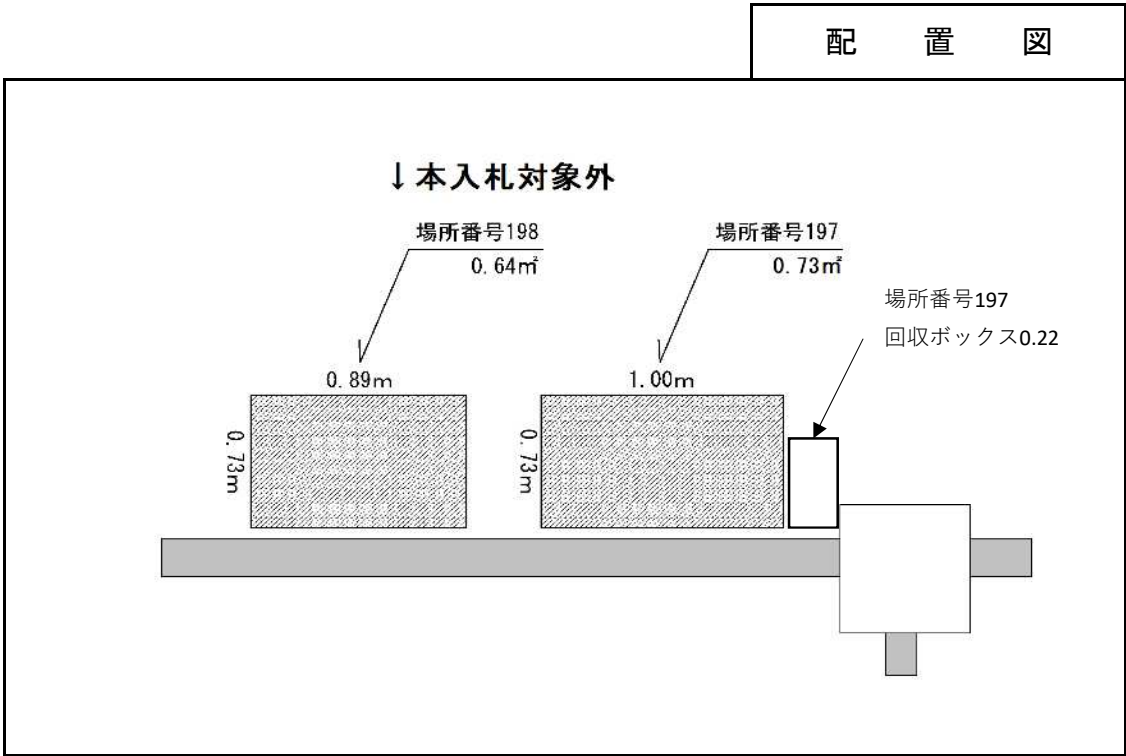 配 置 図
↓本入札対象外
場所番号198
0.64㎡
場所番号197
0.73㎡
場所番号197
回収ボックス0.22
0.89m
1.00m
0.73m
0.73m